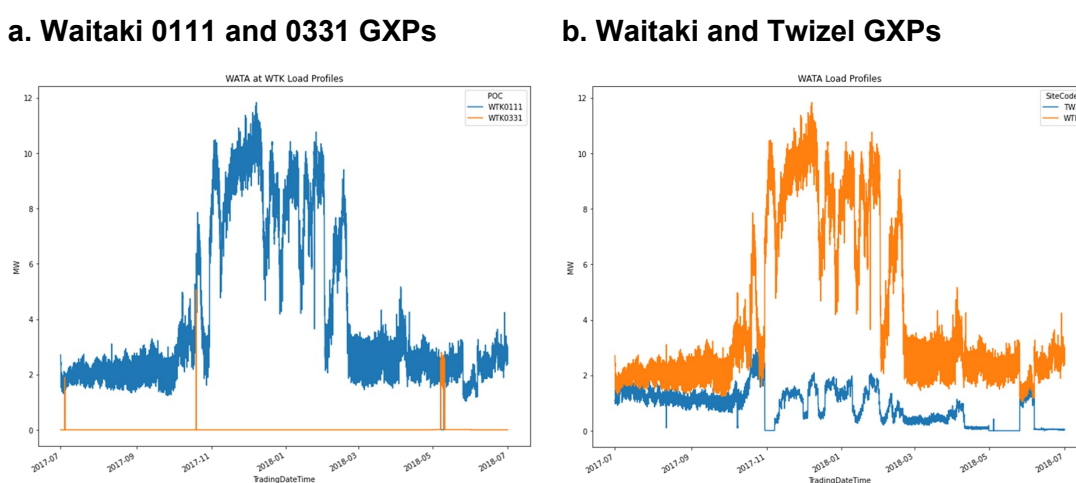 a. Waitaki 0111 and 0331 GXPs
b. Waitaki and Twizel GXPs
WATA at WTK Load Profiles
POC
WTK0111
WTK0331
12
10
8
6
4
2
0
MW
2017-07
2017-09
2017-11
2018-01
2018-03
2018-05
2018-07
TradingDateTime
WATA Load Profiles
SiteCode
TW
WT
12
10
8
6
4
2
0
MW
2017-07
2017-09
2017-11
2018-01
2018-03
2018-05
2018-07
TradingDateTime